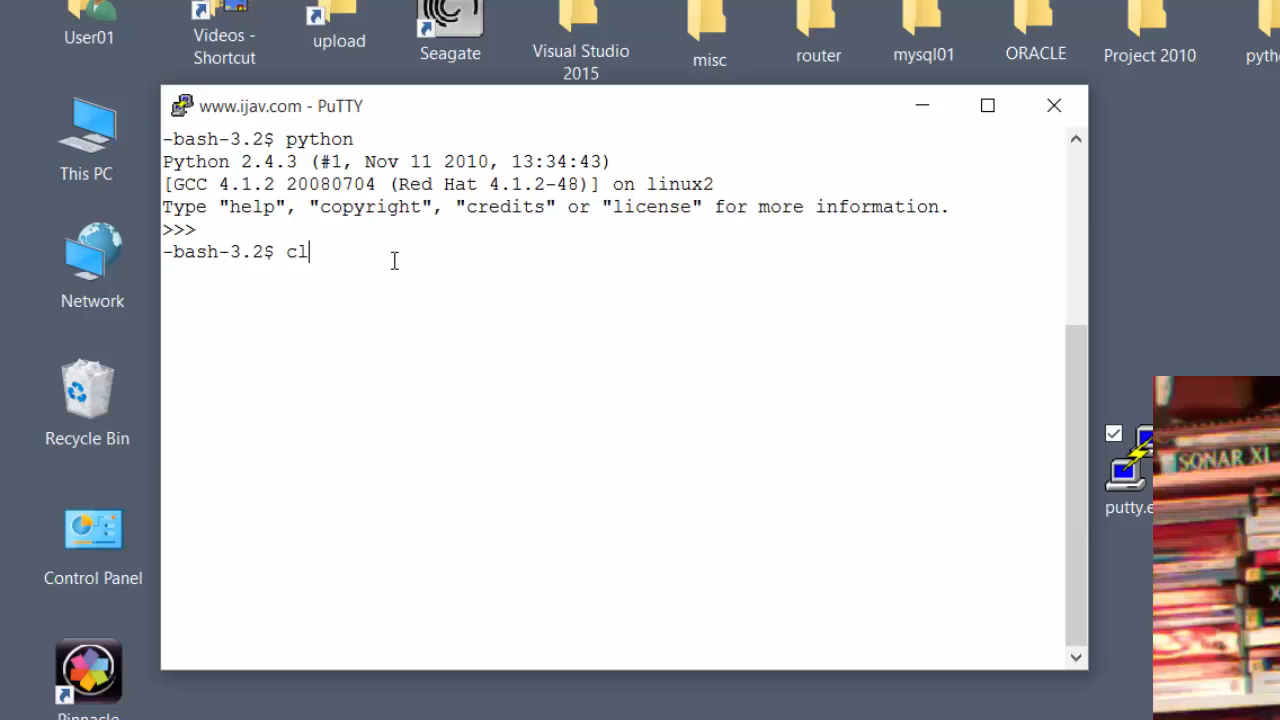 User01
Videos -
Shortcut
upload
Seagate
Visual Studio
2015
misc
router
mysql01
ORACLE
Project 2010
pyth
www.ijav.com - PuTTY
-bash-3.2$ python
Python 2.4.3 (#1, Nov 11 2010, 13:34:43)
[GCC 4.1.2 20080704 (Red Hat 4.1.2-48)] on linux2
Type "help", "copyright", "credits" or "license" for more information.
>>>
-bash-3.2$ cl
This PC
Network
Recycle Bin
Control Panel
Pinnacle
putty.e
SONAR X1